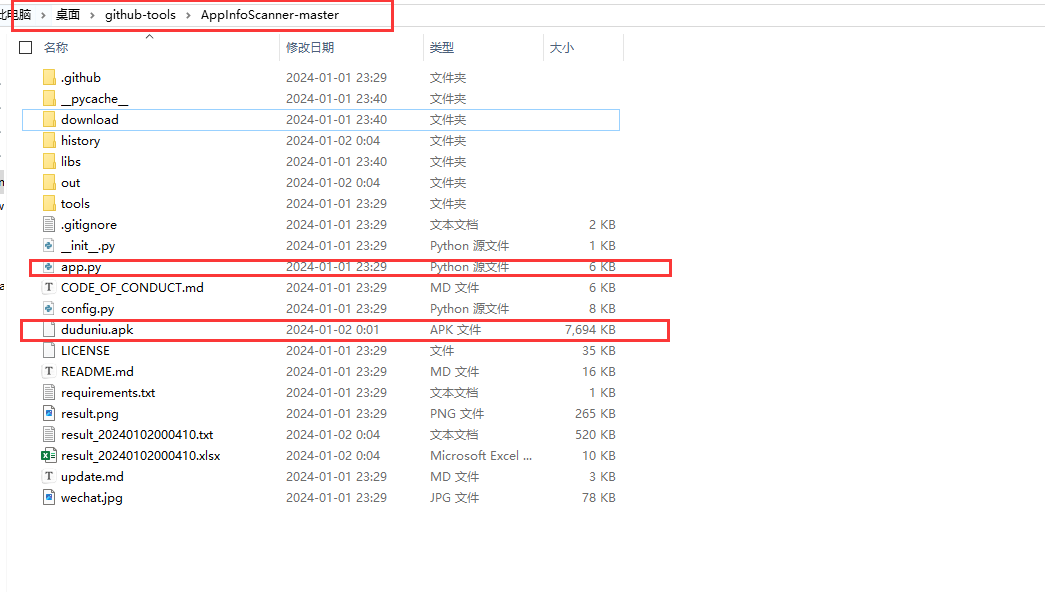 此电脑 › 桌面 › github-tools › AppInfoScanner-master
名称 修改日期 类型 大小
.github 2024-01-01 23:29 文件夹
__pycache__ 2024-01-01 23:40 文件夹
download 2024-01-01 23:40 文件夹
history 2024-01-02 0:04 文件夹
libs 2024-01-01 23:40 文件夹
out 2024-01-02 0:04 文件夹
tools 2024-01-01 23:29 文件夹
.gitignore 2024-01-01 23:29 文本文档 2 KB
__init__.py 2024-01-01 23:29 Python 源文件 1 KB
app.py 2024-01-01 23:29 Python 源文件 6 KB
CODE_OF_CONDUCT.md 2024-01-01 23:29 MD 文件 6 KB
config.py 2024-01-01 23:29 Python 源文件 8 KB
duduniu.apk 2024-01-02 0:01 APK 文件 7,694 KB
LICENSE 2024-01-01 23:29 文件 35 KB
README.md 2024-01-01 23:29 MD 文件 16 KB
requirements.txt 2024-01-01 23:29 文本文档 1 KB
result.png 2024-01-01 23:29 PNG 文件 265 KB
result_20240102000410.txt 2024-01-02 0:04 文本文档 520 KB
result_20240102000410.xlsx 2024-01-02 0:04 Microsoft Excel ... 10 KB
update.md 2024-01-01 23:29 MD 文件 3 KB
wechat.jpg 2024-01-01 23:29 JPG 文件 78 KB